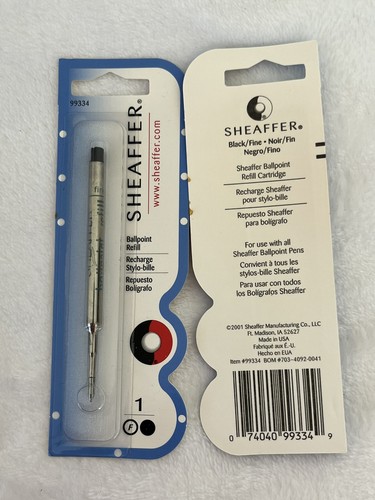 99334
SHEAFFER®
www.sheaffer.com
Ballpoint
Refill
Recharge
Stylo-bille
Repuesto
Bolígrafo
1
F
SHEAFFER®
Black/Fine • Noir/Fin
Negro/Fino
Sheaffer Ballpoint
Refill Cartridge
Recharge Sheaffer
pour stylo-bille
Repuesto Sheaffer
para bolígrafo
For use with all
Sheaffer Ballpoint Pens
Convient à tous les
stylos-bille Sheaffer
Para usar con todos
los Bolígrafos Sheaffer
©2001 Sheaffer Manufacturing Co., LLC
Ft. Madison, IA 52627
Made in USA
Fabriqué aux É.-U.
Hecho en EUA
Item #99334 BOM #703-4092-0041
0 74040 99334 9